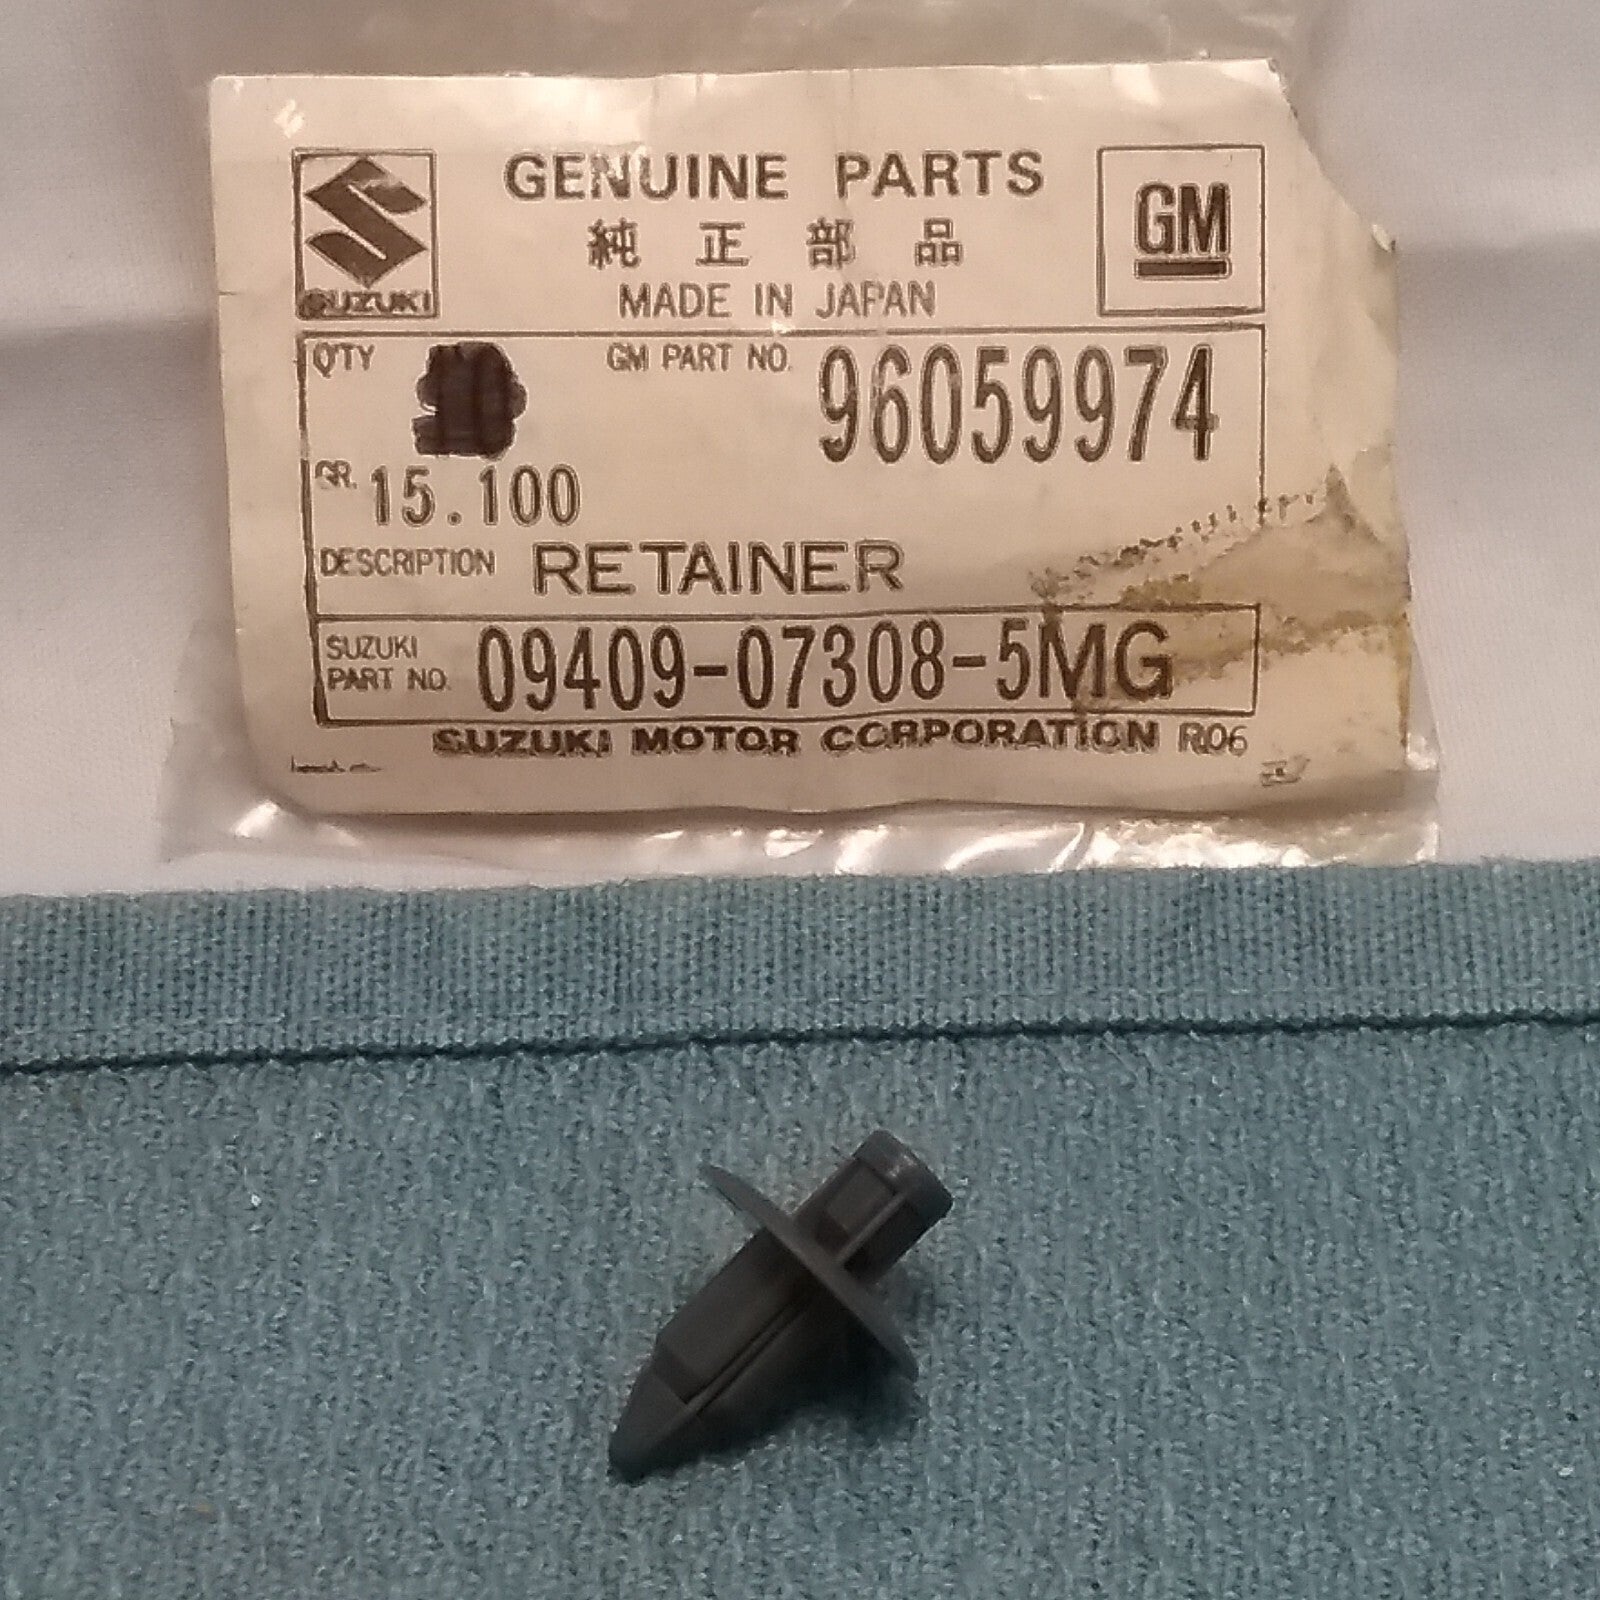 GENUINE PARTS
純正部品
MADE IN JAPAN
SUZUKI
GM
Q'TY
GM PART NO. 96059974
GR. 15.100
DESCRIPTION RETAINER
SUZUKI PART NO. 09409-07308-5MG
SUZUKI MOTOR CORPORATION R06